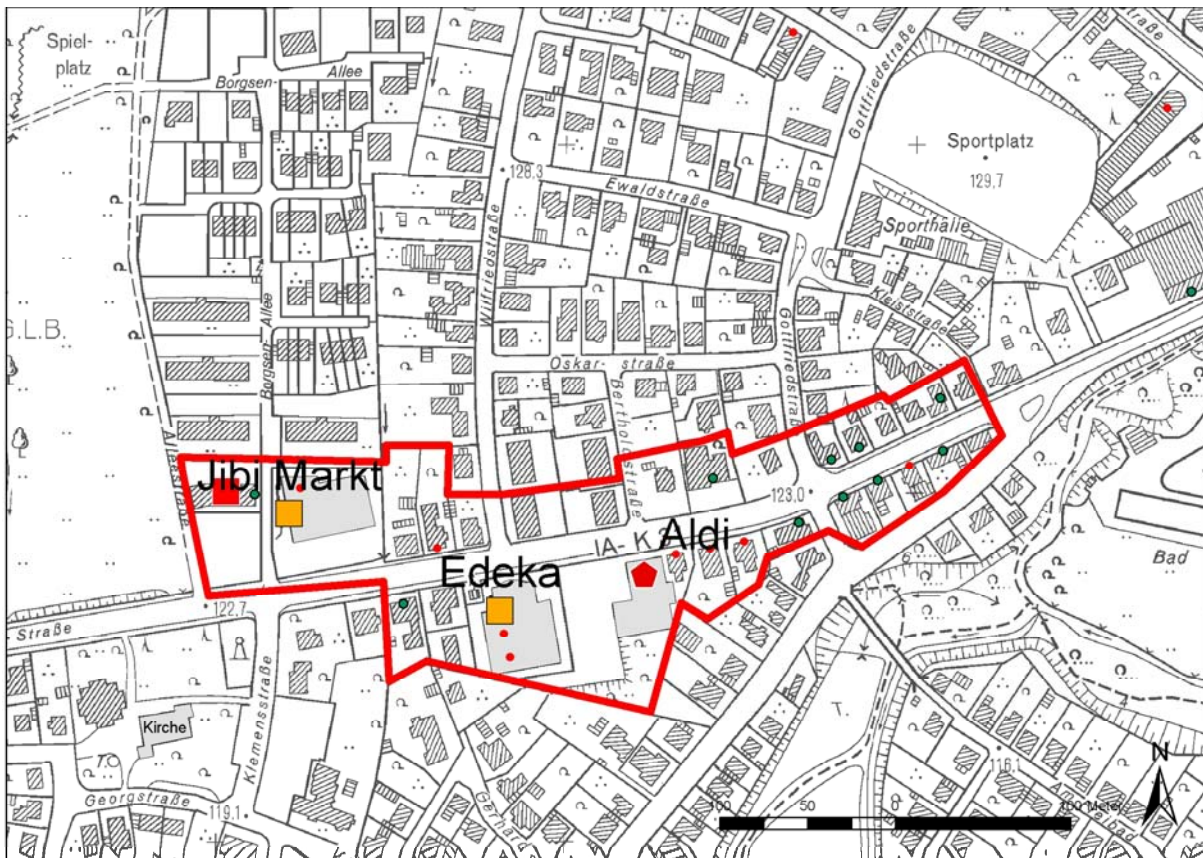 Spiel-
platz
Borgsen-
Allee
Gottfriedstraße
Sportplatz
129,7
128.3
Ewaldstraße
Sporthalle
Wilfriedstraße
Kleiststraße
Borgsen-
Allee
Gottfriedstraße
Oskar- straße
Bertholdstraße
S.L.B.
Alleestraße
Jibi Markt
123.0
IA- K
Aldi
Edeka
Bad
122.7
Straße
Klemensstraße
Kirche
T.
N
Georgstraße
119.1
116,1
100 50 0 100 Meter